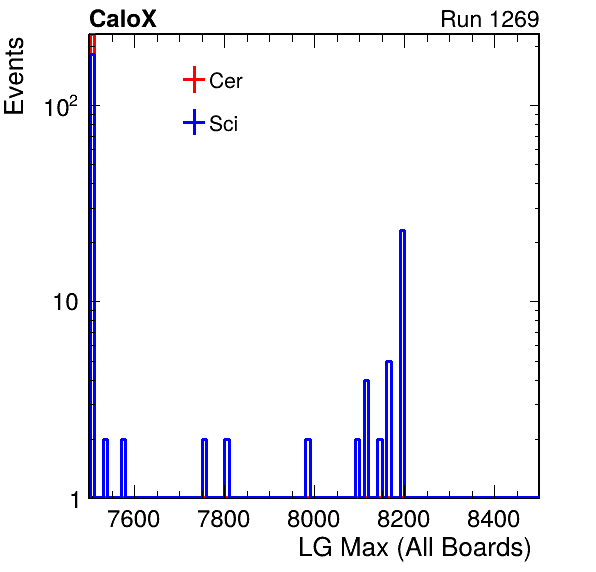 CaloX Run 1269
Events
Cer
Sci
10²
10
1
7600 7800 8000 8200 8400
LG Max (All Boards)